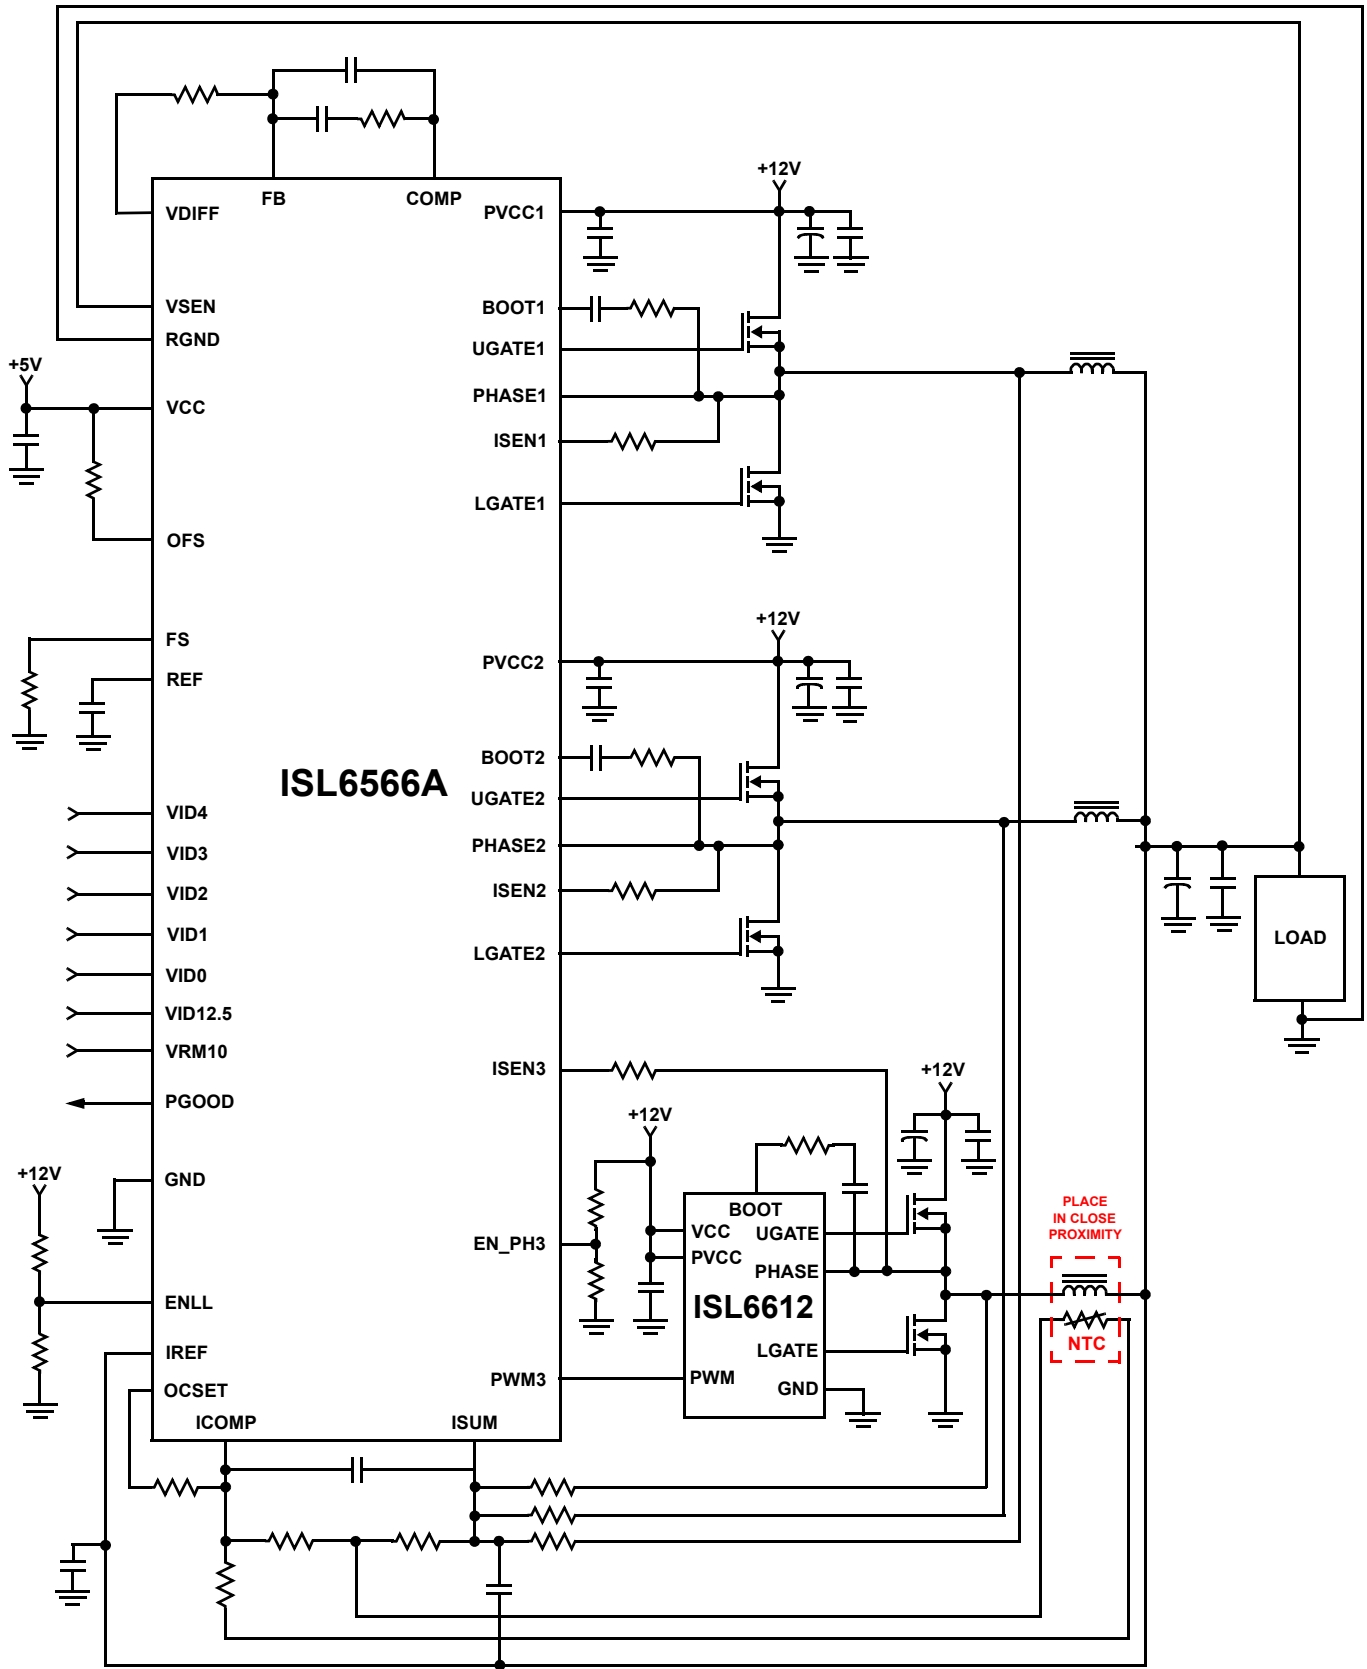 FB
COMP
+12V
VDIFF
PVCC1
VSEN
BOOT1
RGND
UGATE1
+5V
PHASE1
VCC
ISEN1
LGATE1
OFS
+12V
FS
PVCC2
REF
BOOT2
ISL6566A
UGATE2
VID4
PHASE2
VID3
ISEN2
VID2
VID1
LGATE2
LOAD
VID0
VID12.5
VRM10
ISEN3
+12V
PGOOD
+12V
+12V
GND
PLACE
IN CLOSE
PROXIMITY
BOOT
VCC
UGATE
EN_PH3
PVCC
PHASE
ENLL
ISL6612
NTC
IREF
LGATE
PWM3
PWM
GND
OCSET
ICOMP
ISUM